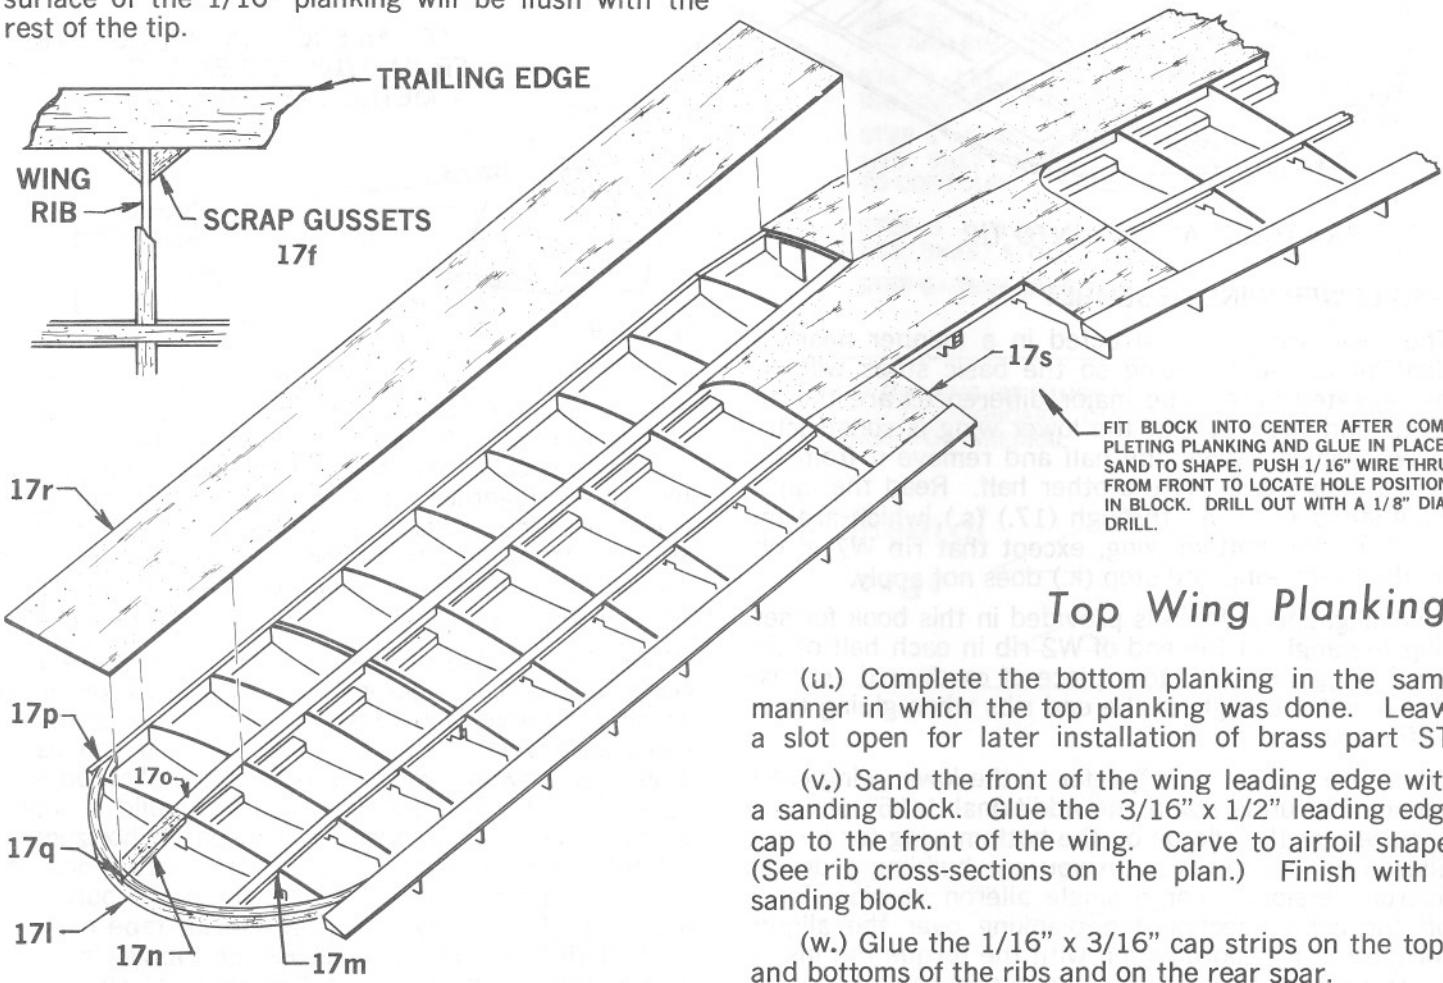 surface of the 1/16" planking will be flush with the
rest of the tip.
TRAILING EDGE
WING
RIB
SCRAP GUSSETS
17f
17r
17s
FIT BLOCK INTO CENTER AFTER COM-
PLETING PLANKING AND GLUE IN PLACE
SAND TO SHAPE. PUSH 1/16" WIRE THRU
FROM FRONT TO LOCATE HOLE POSITION
IN BLOCK. DRILL OUT WITH A 1/8" DIA
DRILL.
17p
17o
17q
17l
17n
17m
Top Wing Planking
(u.) Complete the bottom planking in the sam
manner in which the top planking was done. Leav
a slot open for later installation of brass part ST
(v.) Sand the front of the wing leading edge wit
a sanding block. Glue the 3/16" x 1/2" leading edg
cap to the front of the wing. Carve to airfoil shape
(See rib cross-sections on the plan.) Finish with
sanding block.
(w.) Glue the 1/16" x 3/16" cap strips on the top
and bottoms of the ribs and on the rear spar.